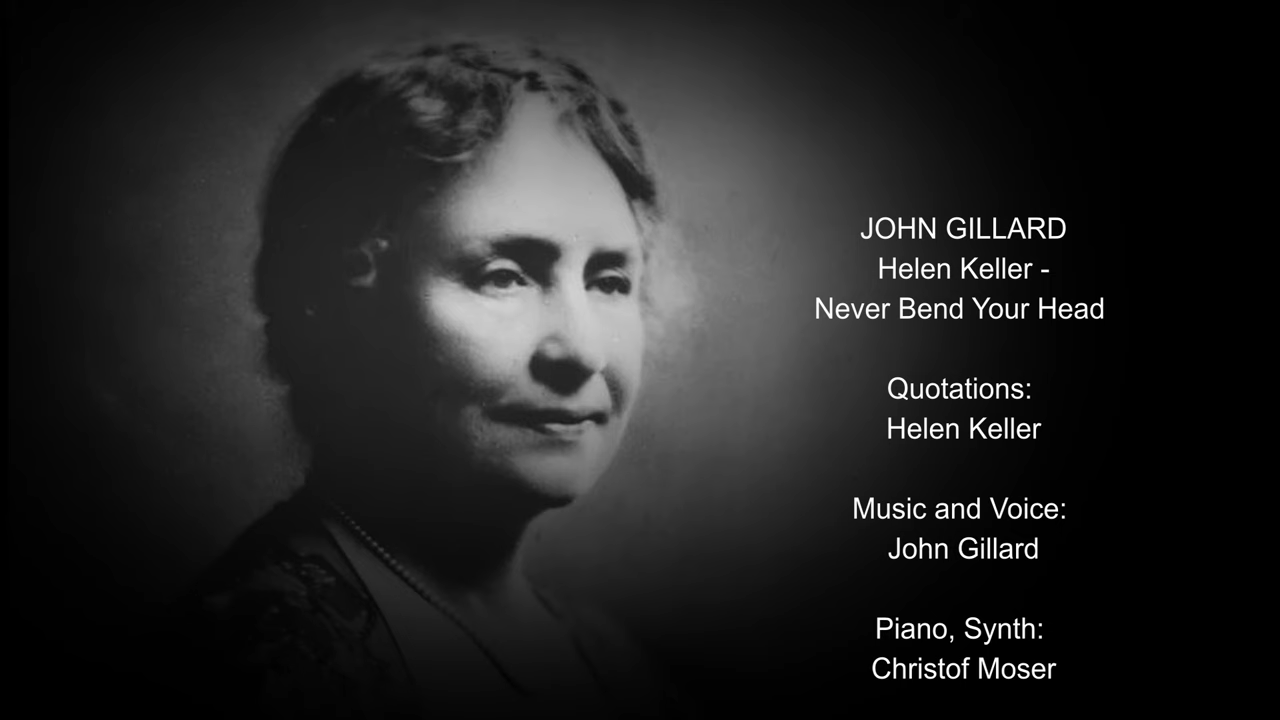 JOHN GILLARD
Helen Keller -
Never Bend Your Head
Quotations:
Helen Keller
Music and Voice:
John Gillard
Piano, Synth:
Christof Moser